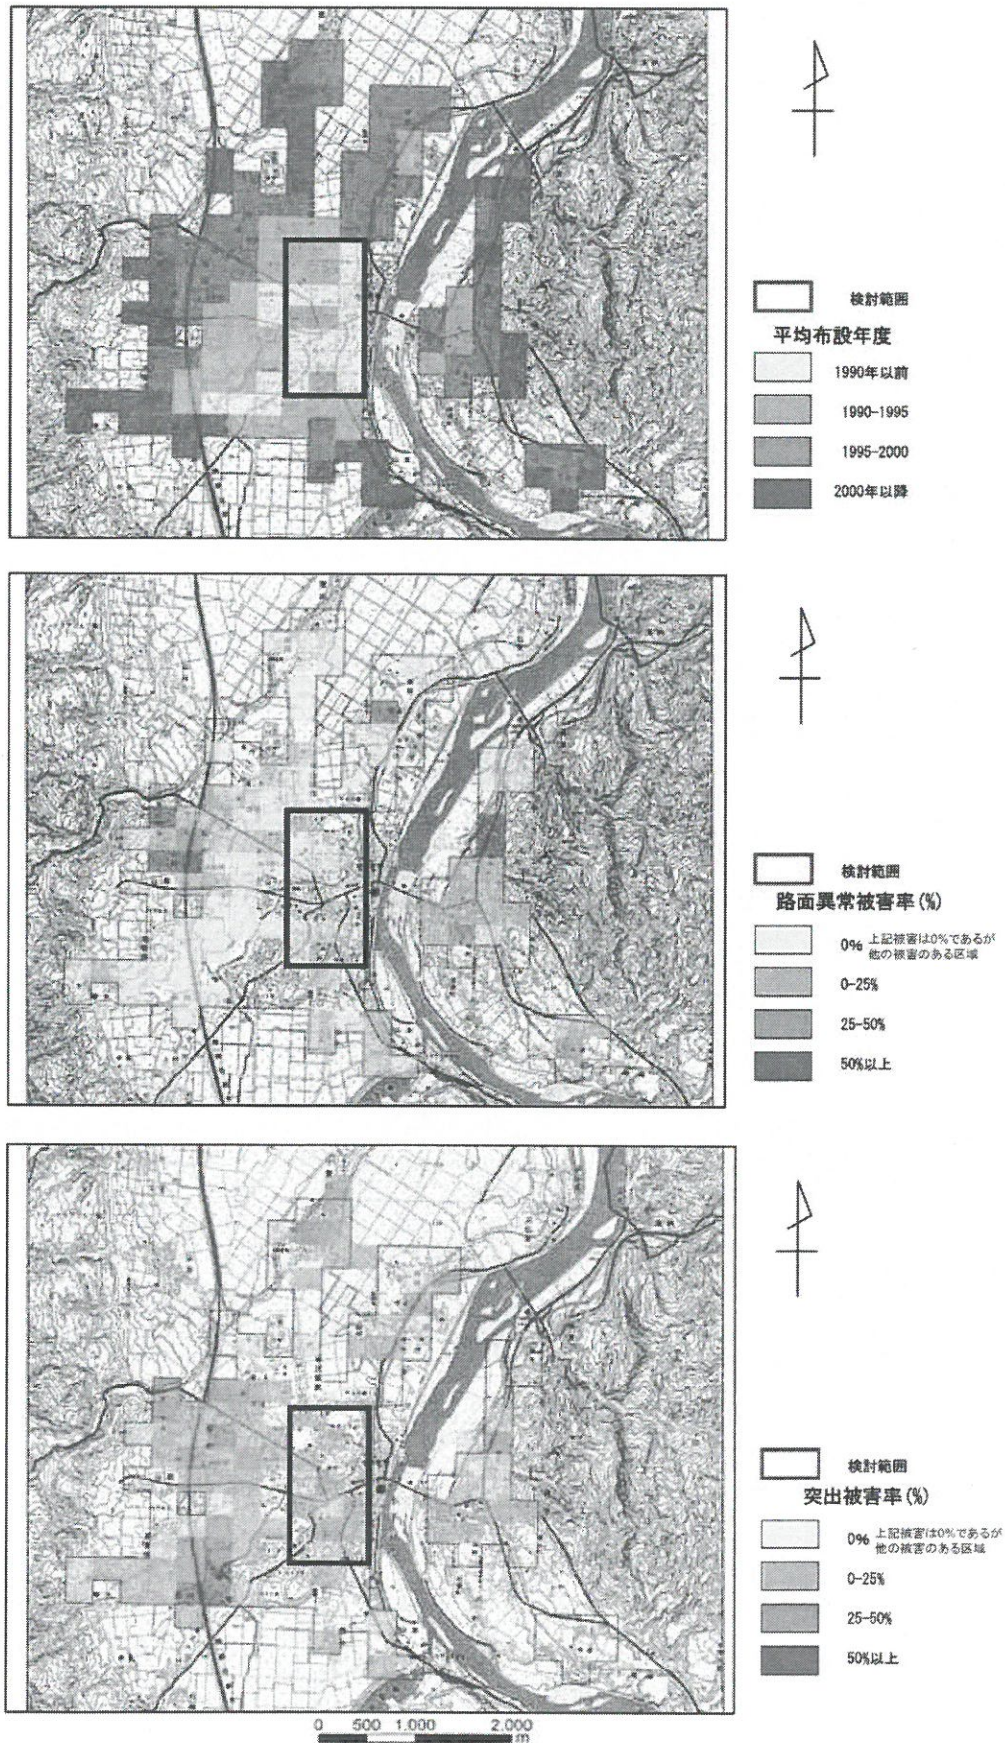 検討範囲
平均布設年度
1990年以前
1990-1995
1995-2000
2000年以降
検討範囲
路面異常被害率(%)
0% 上記被害は0%であるが
他の被害のある区域
0-25%
25-50%
50%以上
検討範囲
突出被害率(%)
0% 上記被害は0%であるが
他の被害のある区域
0-25%
25-50%
50%以上
0 500 1,000 2,000
m